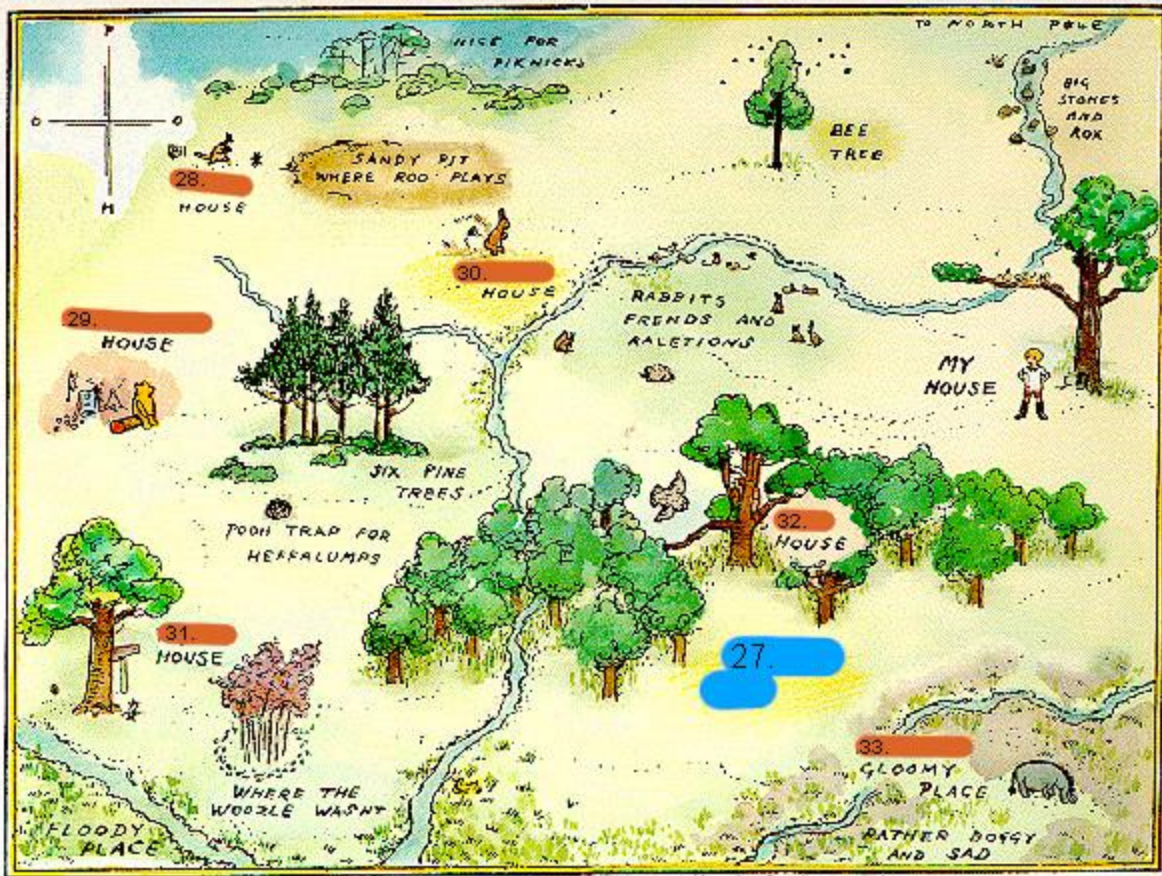 P
O O
H
TO NORTH POLE
NICE FOR
PIKNICKS
BIG
STONES
AND
ROX
BEE
TREE
SANDY PIT
WHERE ROO PLAYS
28.
HOUSE
30.
HOUSE
RABBITS
FRENDS AND
RALETIONS
29.
HOUSE
MY
HOUSE
SIX PINE
TREES
POOH TRAP FOR
HEFFALUMPS
32.
HOUSE
31.
HOUSE
27.
33.
GLOOMY
PLACE
WHERE THE
WOOZLE WASNT
FLOODY
PLACE
RATHER BOGGY
AND SAD